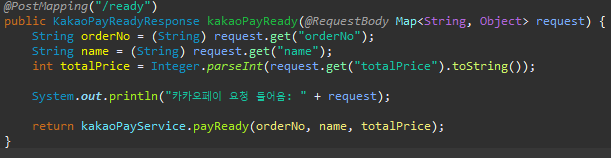 @PostMapping("/ready")
public KakaoPayReadyResponse kakaoPayReady(@RequestBody Map<String, Object> request) {
    String orderNo = (String) request.get("orderNo");
    String name = (String) request.get("name");
    int totalPrice = Integer.parseInt(request.get("totalPrice").toString());

    System.out.println("카카오페이 요청 들어옴: " + request);

    return kakaoPayService.payReady(orderNo, name, totalPrice);
}